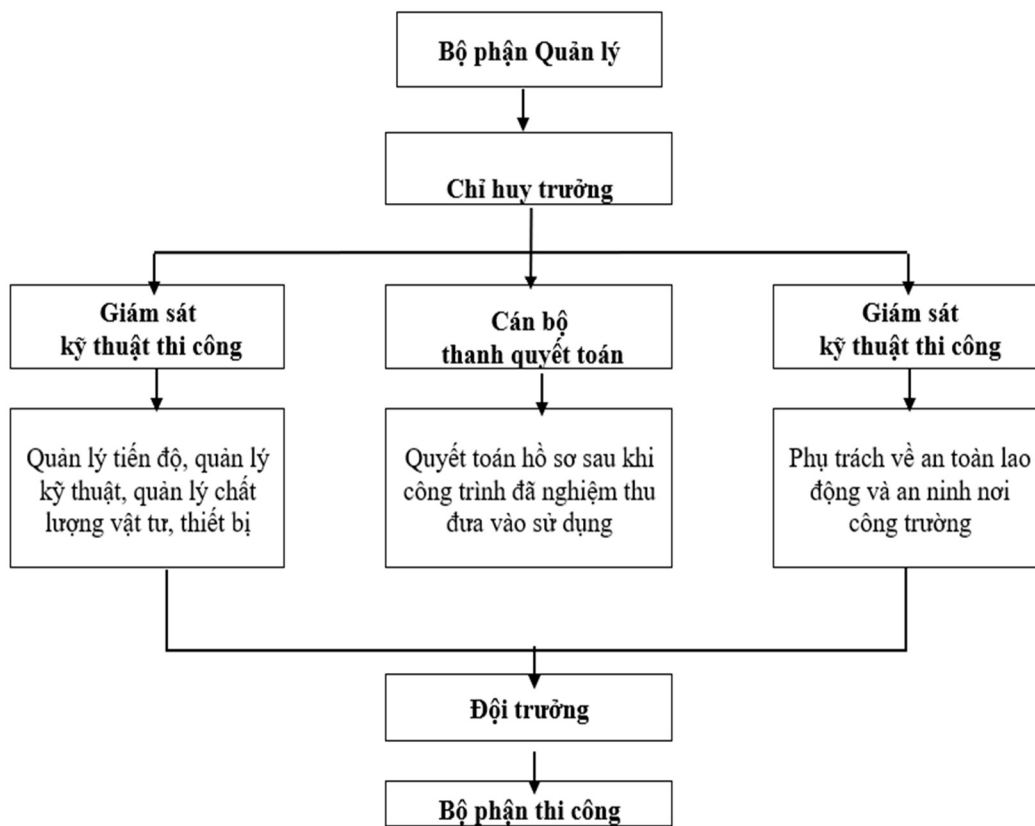 Bộ phận Quản lý
Chỉ huy trưởng
Giám sát
kỹ thuật thi công
Cán bộ
thanh quyết toán
Giám sát
kỹ thuật thi công
Quản lý tiến độ, quản lý
kỹ thuật, quản lý chất
lượng vật tư, thiết bị
Quyết toán hồ sơ sau khi
công trình đã nghiệm thu
đưa vào sử dụng
Phụ trách về an toàn lao
động và an ninh nơi
công trường
Đội trưởng
Bộ phận thi công